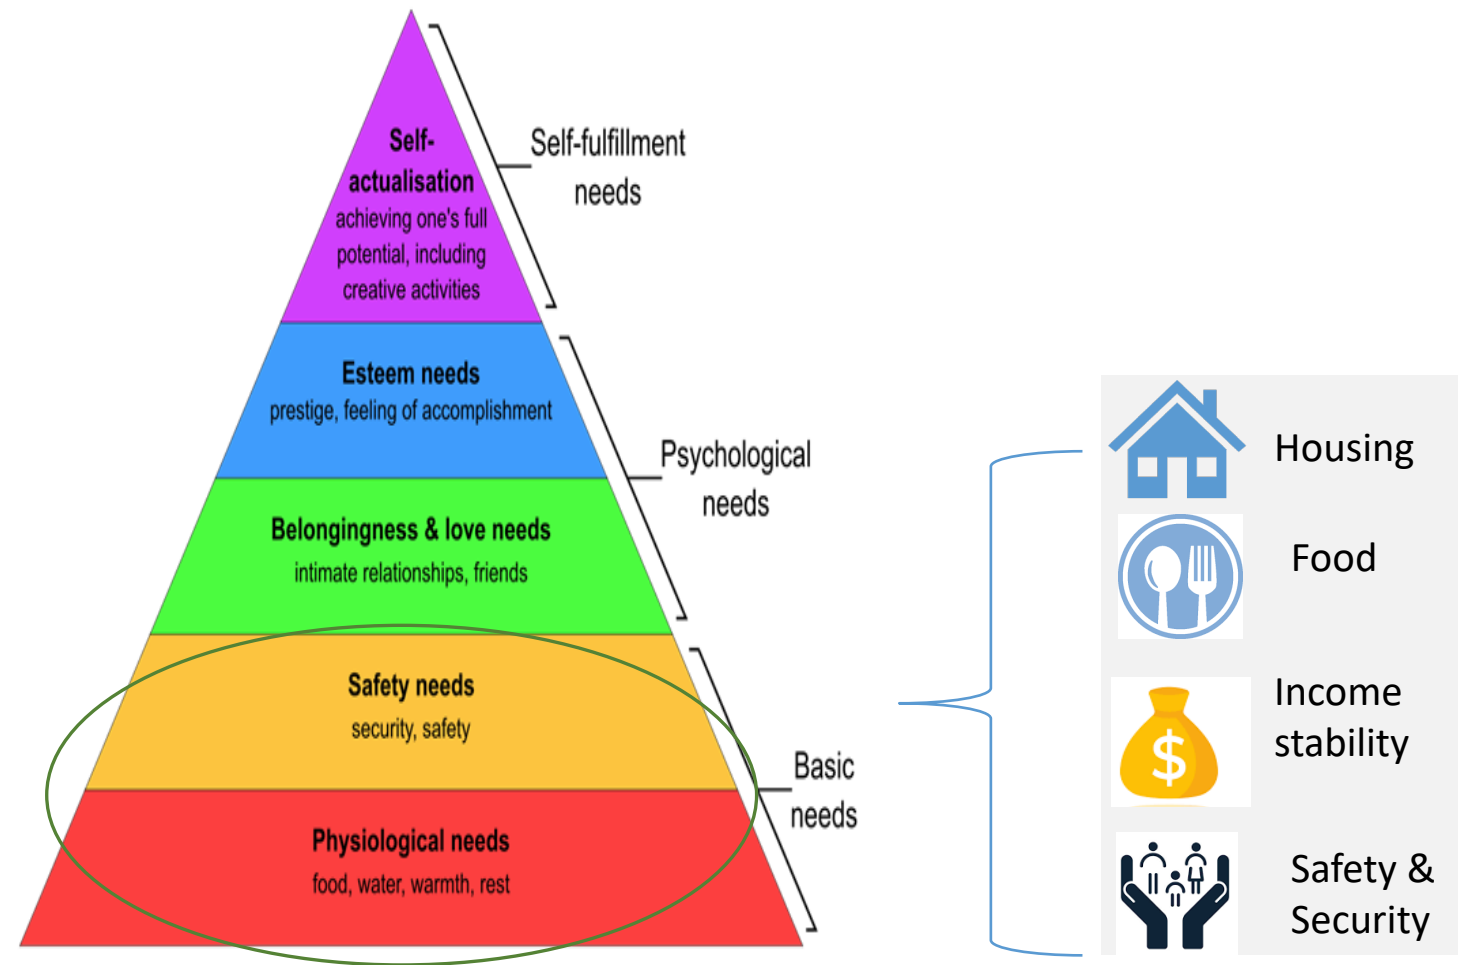 Self-
actualisation
achieving one's full
potential, including
creative activities
Self-fulfillment
needs
Esteem needs
prestige, feeling of accomplishment
Psychological
needs
Belongingness & love needs
intimate relationships, friends
Safety needs
security, safety
Basic
needs
Physiological needs
food, water, warmth, rest
Housing
Food
Income
stability
$
Safety &
Security